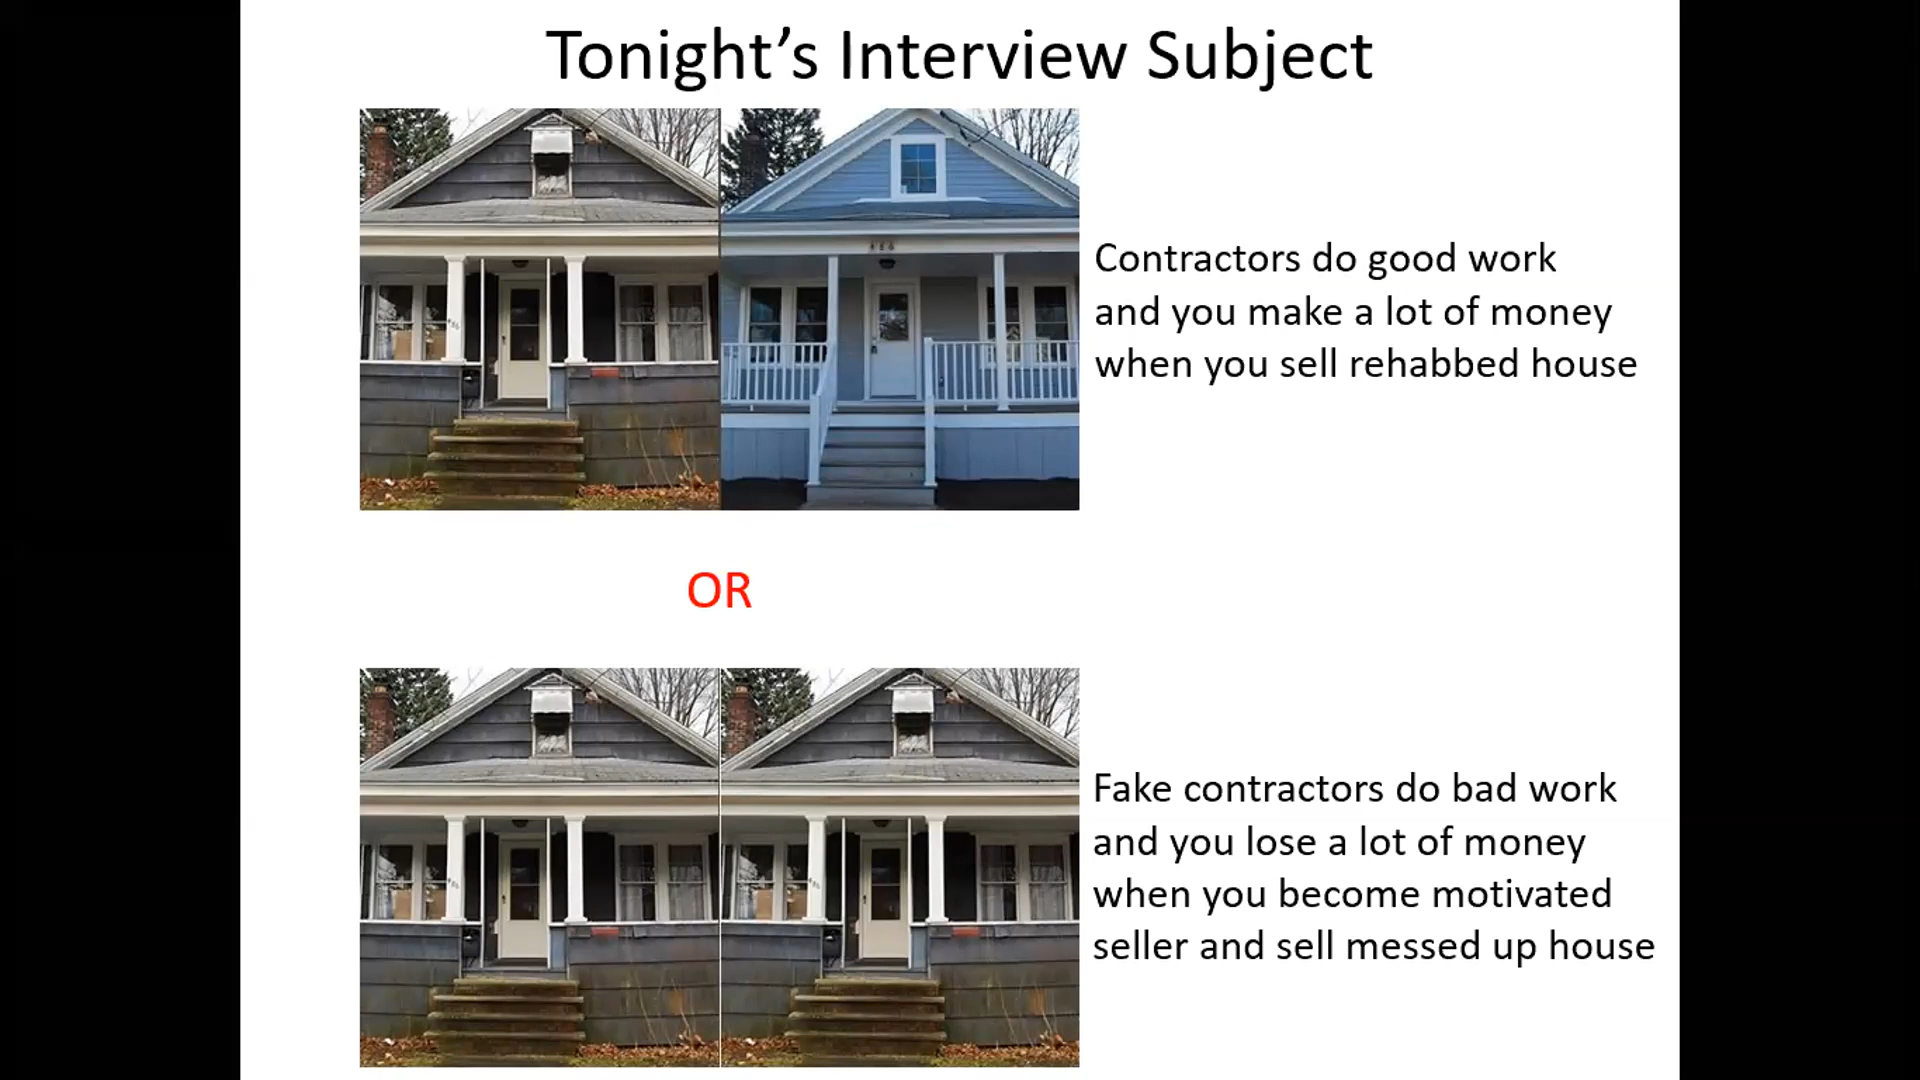 Tonight’s Interview Subject
Contractors do good work
and you make a lot of money
when you sell rehabbed house
OR
Fake contractors do bad work
and you lose a lot of money
when you become motivated
seller and sell messed up house